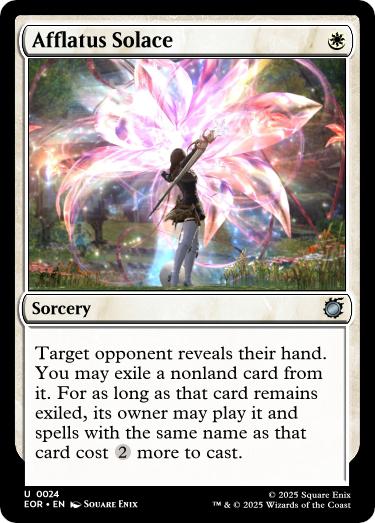 Afflatus Solace
Sorcery
Target opponent reveals their hand.
You may exile a nonland card from
it. For as long as that card remains
exiled, its owner may play it and
spells with the same name as that
card cost 2 more to cast.
U 0024
EOR • EN SQUARE ENIX
© 2025 Square Enix
™ & © 2025 Wizards of the Coast